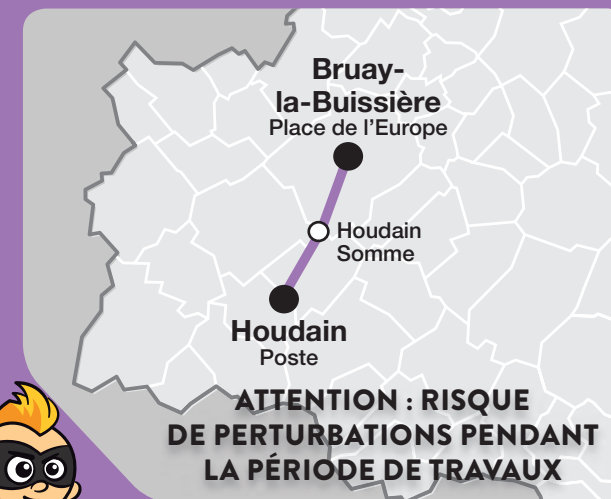 Bruay-
la-Buissière
Place de l'Europe
Houdain
Somme
Houdain
Poste
ATTENTION : RISQUE
DE PERTURBATIONS PENDANT
LA PÉRIODE DE TRAVAUX